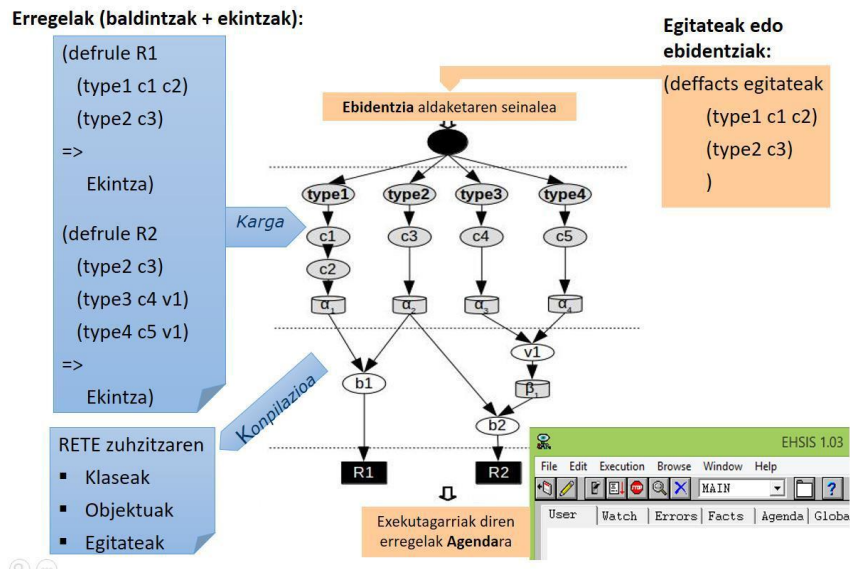 Erregelak (baldintzak + ekintzak):
(defrule R1
(type1 c1 c2)
(type2 c3)
=>
Ekintza)
(defrule R2
(type2 c3)
(type3 c4 v1)
(type4 c5 v1)
=>
Ekintza)
Karga
Konpilazioa
RETE zuhzitzaren
▪ Klaseak
▪ Objektuak
▪ Egitateak
Egitateak edo
ebidentziak:
(deffacts egitateak
(type1 c1 c2)
(type2 c3)
)
Ebidentzia aldaketaren seinalea
type1 type2 type3 type4
c1 c3 c4 c5
c2
α1 α2 α3 α4
v1
b1
β1
b2
R1 R2
Exekutagarriak diren
erregelak Agendara
EHSIS 1.03
File Edit Execution Browse Window Help
MAIN
User Watch Errors Facts Agenda Globa